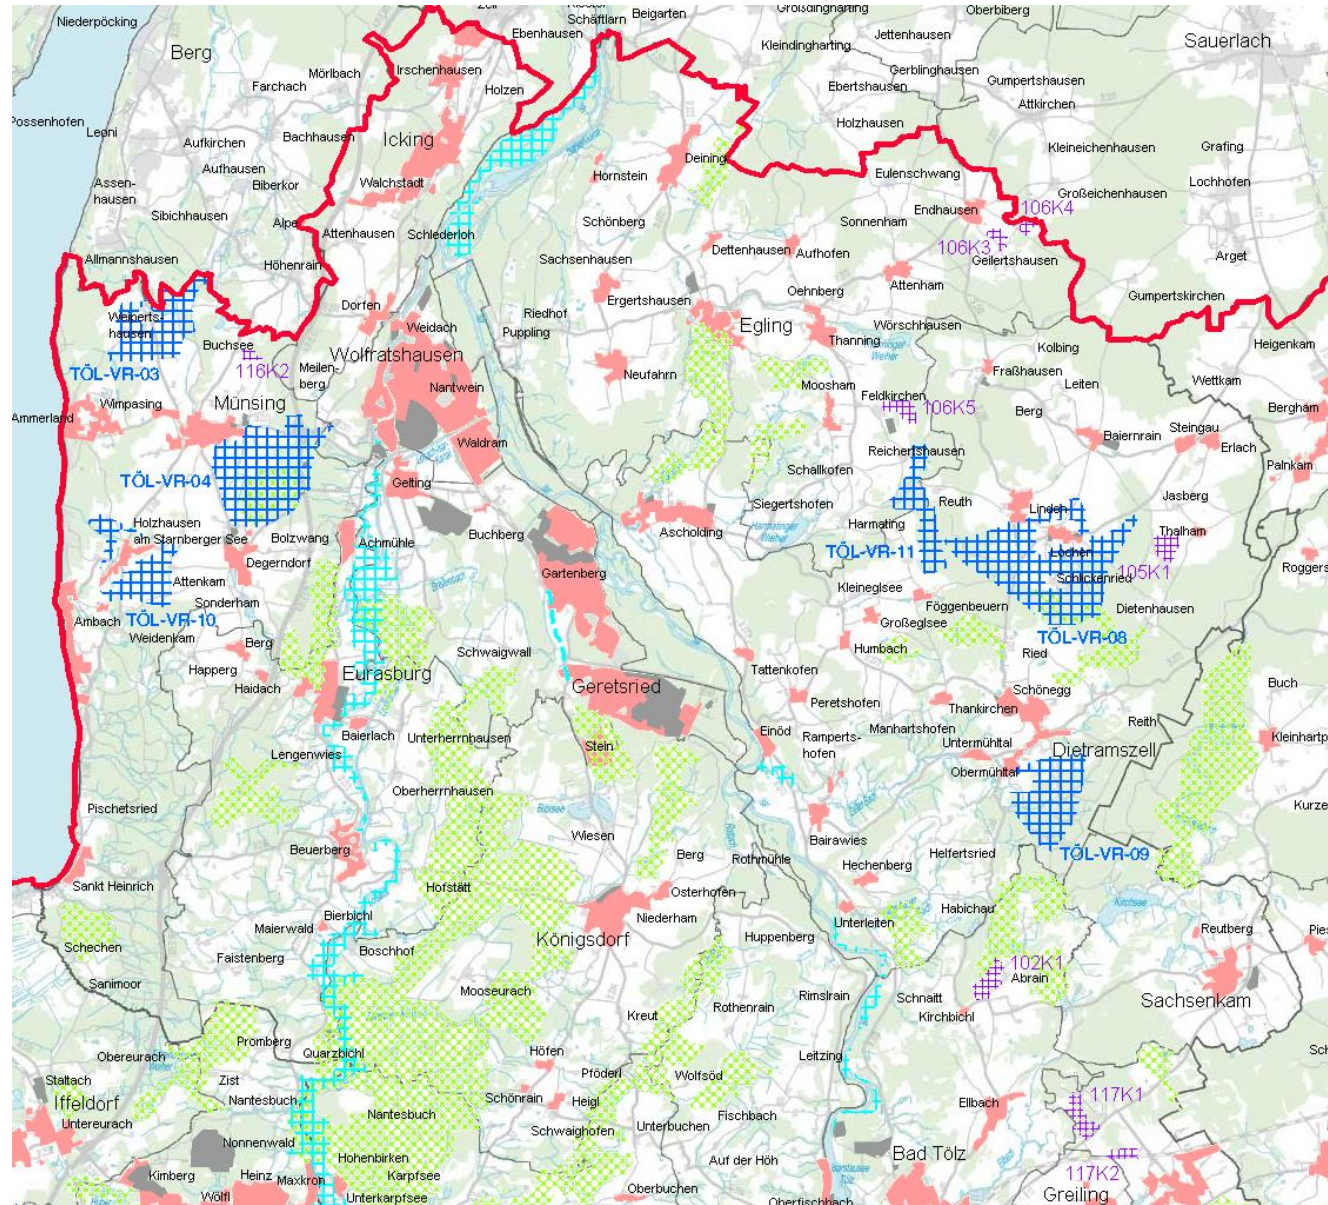 Niederpöcking
Schäftlarn
Beigarten
Großdingharting
Oberbiberg
Ebenhausen
Jettenhausen
Berg
Kleindingharting
Sauerlach
Irschenhausen
Mörlbach
Gerblinghausen
Gumpertshausen
Farchach
Holzen
Ebertshausen
Attkirchen
Possenhofen
Leoni
Bachhausen
Icking
Holzhausen
Aufkirchen
Kleineichenhausen
Grafing
Deining
Aufhausen
Eulenschwang
Assen-
hausen
Biberkor
Walchstadt
Hornstein
Großeichenhausen
Lochhofen
Sibichhausen
Alpe
Schönberg
Sonnenham
Endhausen
106K4
Attenhausen
Schlederloh
Dettenhausen
Aufhofen
106K3
Geilertshausen
Arget
Allmannshausen
Höhenrain
Sachsenhausen
Attenham
Oehnberg
Gumpertskirchen
Dorfen
Ergertshausen
Weipertshausen
Riedhof
Puppling
Weidach
Egling
Wörschhausen
Buchsee
Wolfratshausen
Thanning
Kolbing
Heigenkam
TÖL-VR-03
116K2
Meilen-
berg
Neufahrn
Fraßhausen
Nantwein
Moosham
Leiten
Wettkam
Wimpasing
Münsing
Feldkirchen
106K5
Berg
Bergham
Ammerland
Waldram
Baiernrain
Steingau
Erlach
Reichertshausen
Palnkam
TÖL-VR-04
Gelting
Schallkofen
Reuth
Jasberg
Siegertshofen
Linden
Holzhausen
am Starnberger See
Bolzwang
Achmühle
Buchberg
Ascholding
Harmating
Harmatinger
Weiher
Thalham
TÖL-VR-11
Lochen
Degerndorf
Gartenberg
105K1
Roggers
Attenkam
Schlickenried
Kleineglsee
Sonderham
Föggenbeuern
Dietenhausen
Ambach
TÖL-VR-10
Großeglsee
TÖL-VR-08
Weidenkam
Berg
Humbach
Ried
Schwaigwall
Happerg
Eurasburg
Tattenkofen
Haidach
Geretsried
Schönegg
Buch
Peretshofen
Thankirchen
Baierlach
Unterherrnhausen
Einöd
Manhartshofen
Reith
Ramperts-
hofen
Stein
Untermühltal
Kleinhartp
Lengenwies
Dietramszell
Obermühltal
Oberherrnhausen
Pischetsried
Bibisee
Kurze
Wiesen
Beuerberg
Bairawies
Berg
Rothmühle
Helfertsried
TÖL-VR-09
Hechenberg
Sankt Heinrich
Hofstätt
Osterhofen
Kirchsee
Habichau
Bierbichl
Niederham
Unterleiten
Maierwald
Reutberg
Schechen
Königsdorf
Huppenberg
Boschhof
Faistenberg
102K1
Abrain
Sanimoor
Mooseurach
Rimslrain
Schnaitt
Sachsenkam
Rothenrain
Kirchbichl
Kreut
Promberg
Obereurach
Quarzbichl
Höfen
Leitzing
Weiher
Pföderl
Wolfsöd
Staltach
Zist
Iffeldorf
Nantesbuch
Schönrain
Heigl
Ellbach
117K1
Nantesbuch
Fischbach
Untereurach
Schwaighofen
Unterbuchen
Nonnenwald
Bad Tölz
Hohenbirken
Auf der Höh
117K2
Kimberg
Heinz
Maxkron
Karpfsee
Wölfl
Unterkarpfsee
Oberbuchen
Oberfischbach
Greiling